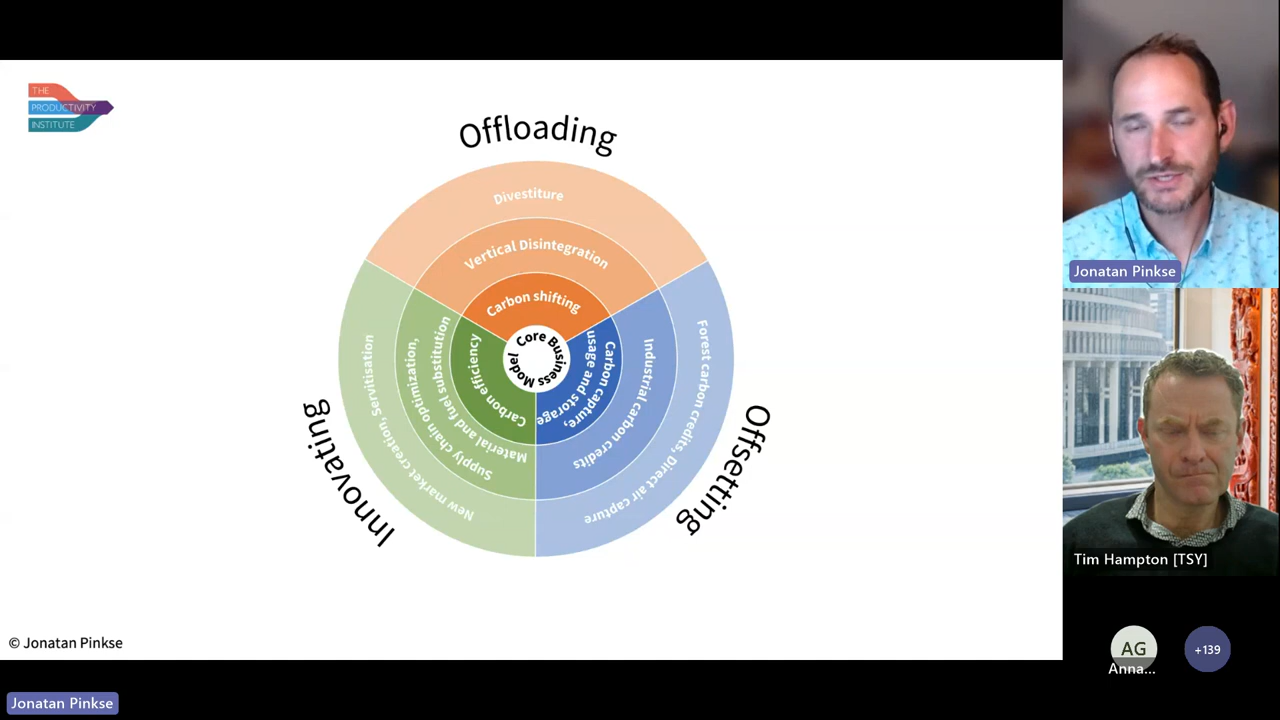 THE
PRODUCTIVITY
INSTITUTE
Offloading
Divestiture
Vertical Disintegration
Carbon shifting
Core Business
Model
Innovating
New market creation, Servitisation
Supply chain optimization,
Material and fuel substitution
Carbon efficiency
Offsetting
Carbon capture,
usage and storage
Industrial carbon credits
Forest carbon credits, Direct air capture
© Jonatan Pinkse
Jonatan Pinkse
Jonatan Pinkse
Tim Hampton [TSY]
AG
Anna...
+139